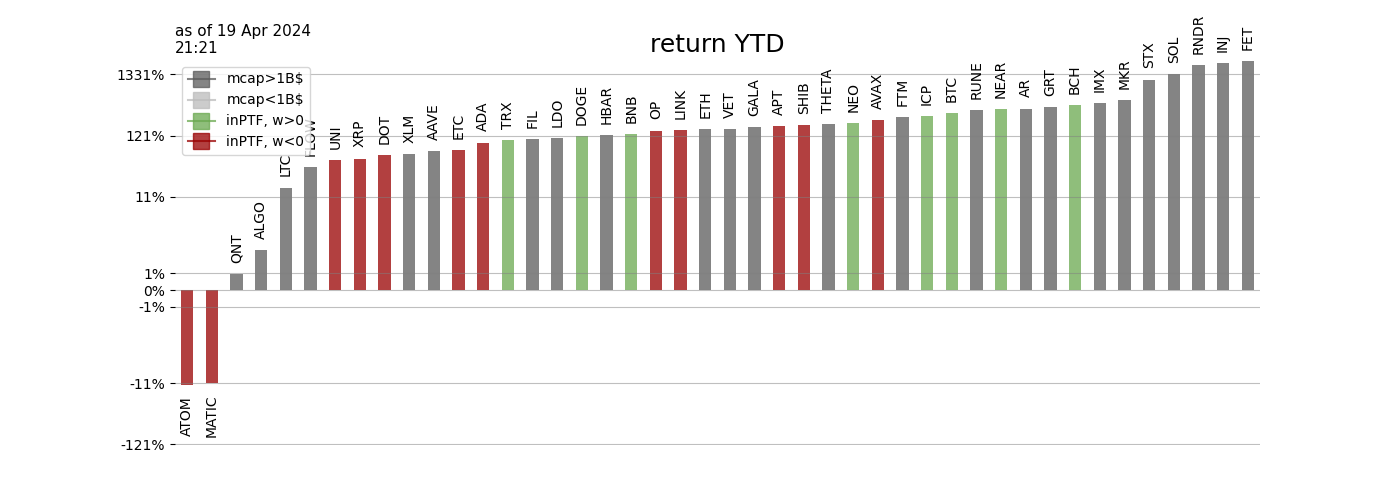 as of 19 Apr 2024
21:21
return YTD
mcap>1B$
mcap<1B$
inPTF, w>0
inPTF, w<0
1331%
121%
11%
1%
0%
-1%
-11%
-121%
ATOM
MATIC
QNT
ALGO
LTC
FLOW
UNI
XRP
DOT
XLM
AAVE
ETC
ADA
TRX
FIL
LDO
DOGE
HBAR
BNB
OP
LINK
ETH
VET
GALA
APT
SHIB
THETA
NEO
AVAX
FTM
ICP
BTC
RUNE
NEAR
AR
GRT
BCH
IMX
MKR
STX
SOL
RNDR
INJ
FET